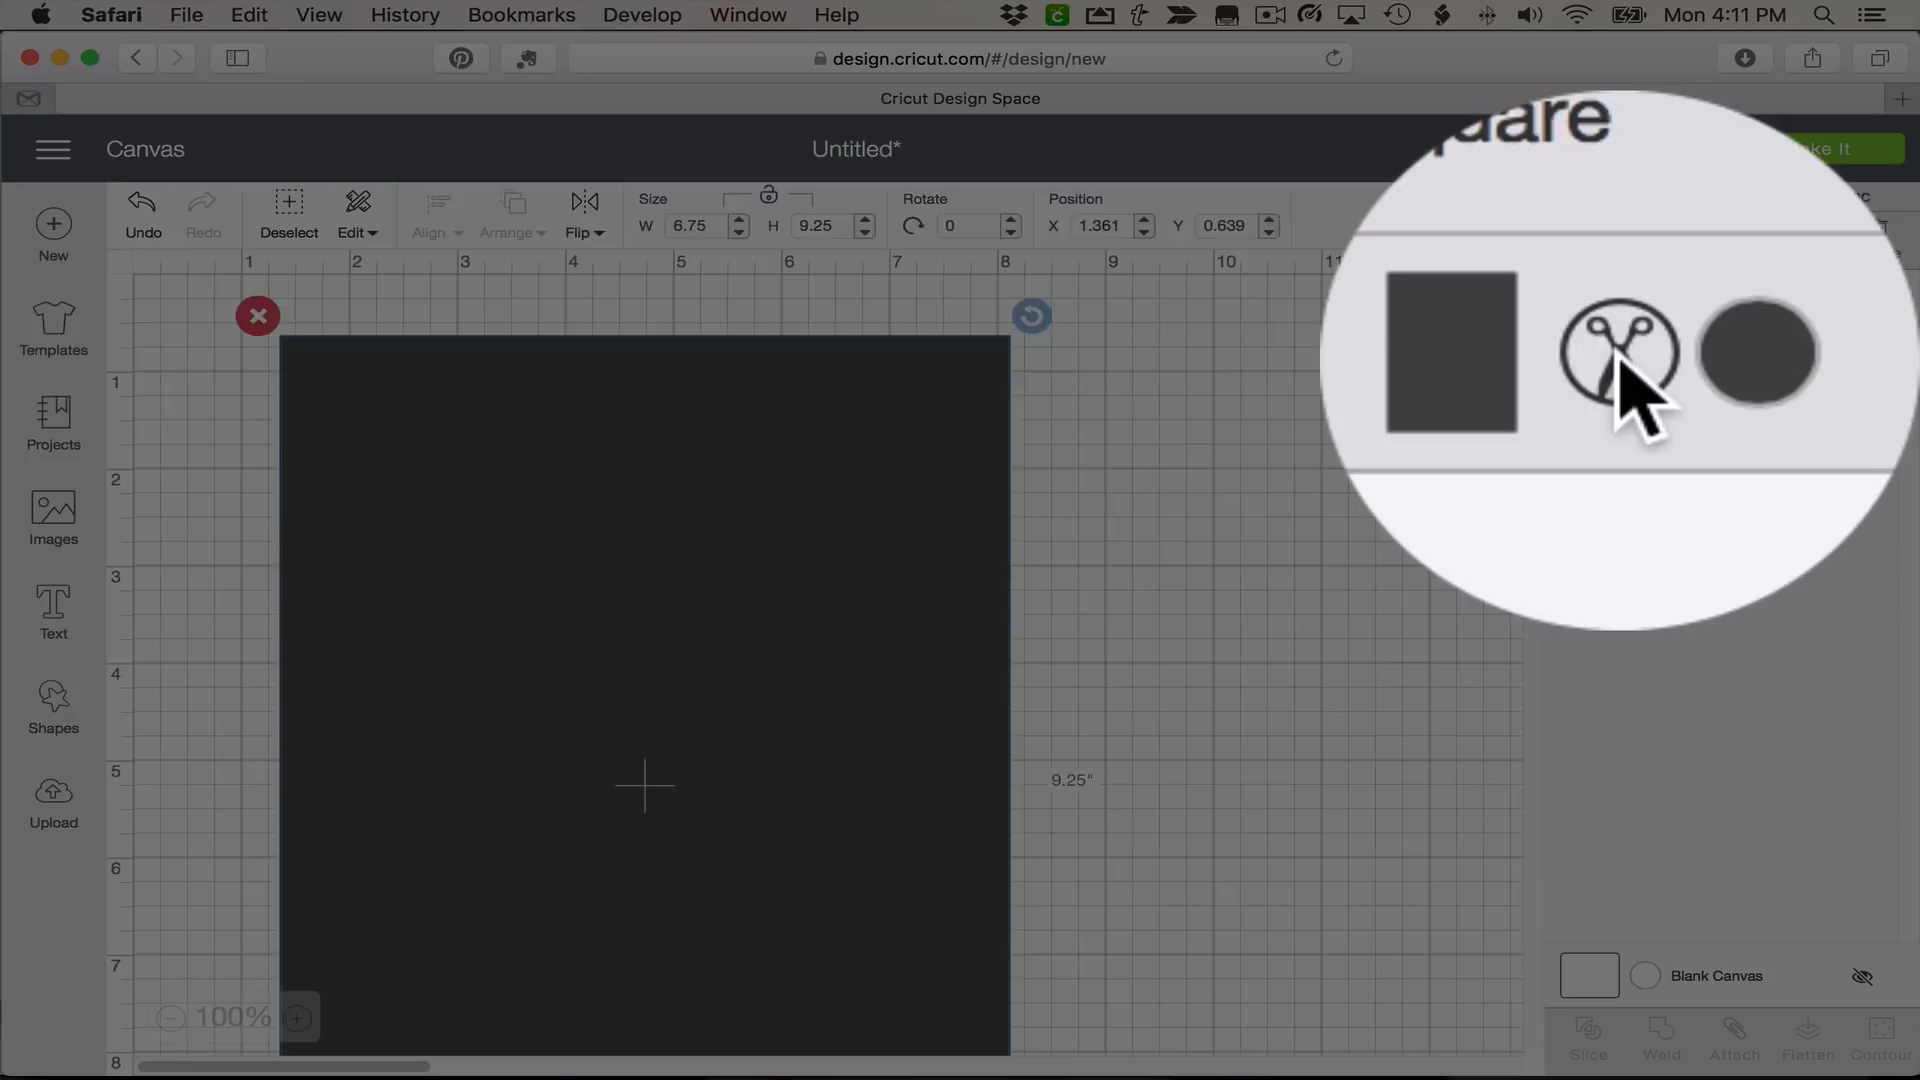 Safari File Edit View History Bookmarks Develop Window Help Mon 4:11 PM
design.cricut.com/#/design/new
Cricut Design Space
Canvas Untitled*
Undo Redo Deselect Edit Align Arrange Flip
Size W 6.75 H 9.25
Rotate 0
Position X 1.361 Y 0.639
1 2 3 4 5 6 7 8 9 10
New
Templates
Projects
Images
Text
Shapes
Upload
1
2
3
4
5
6
7
8
9.25"
100%
Blank Canvas
Slice Weld Attach Flatten Contour